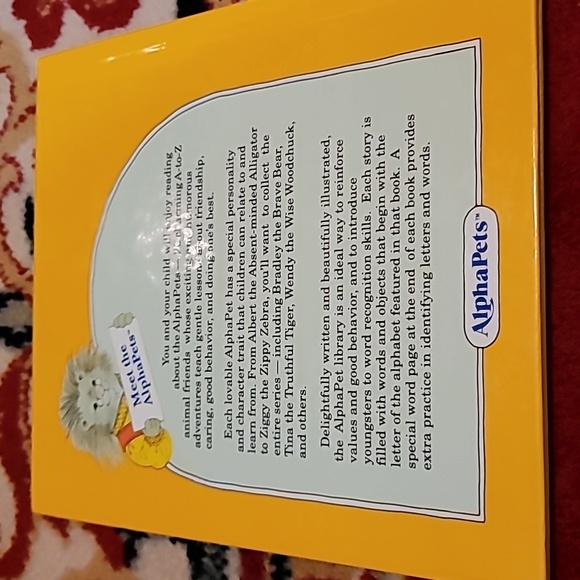 Meet the
AlphaPets™
You and your child will enjoy reading
about the AlphaPets — 26 charming A-to-Z
animal friends whose exciting and humorous
adventures teach gentle lessons about friendship,
caring, good behavior, and doing one's best.
Each lovable AlphaPet has a special personality
and character trait that children can relate to and
learn from. From Albert the Absent-minded Alligator
to Ziggy the Zippy Zebra, you'll want to collect the
entire series — including Bradley the Brave Bear,
Tina the Truthful Tiger, Wendy the Wise Woodchuck,
and others.
Delightfully written and beautifully illustrated,
the AlphaPet library is an ideal way to reinforce
values and good behavior, and to introduce
youngsters to word recognition skills. Each story is
filled with words and objects that begin with the
letter of the alphabet featured in that book. A
special word page at the end of each book provides
extra practice in identifying letters and words.
AlphaPets™